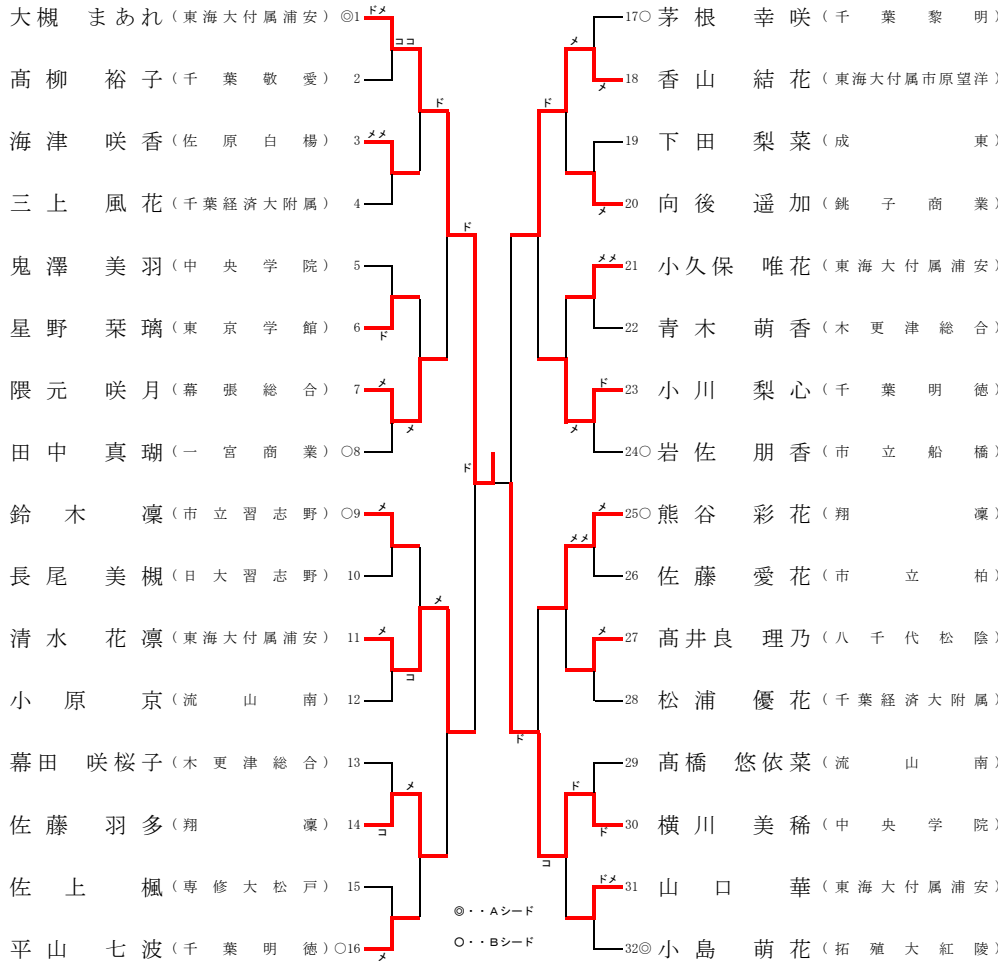 大槻 まあれ(東海大付属浦安)◎1
ドメ
ココ
髙柳 裕子(千葉敬愛)2
ド
海津 咲香(佐原白楊)3
メメ
三上 風花(千葉経済大附属)4
ド
鬼澤 美羽(中央学院)5
星野 栞璃(東京学館)6
ド
隈元 咲月(幕張総合)7
メ
メ
田中 真瑚(一宮商業)○8
ド
鈴木 凜(市立習志野)○9
メ
長尾 美槻(日大習志野)10
メ
清水 花凛(東海大付属浦安)11
メ
コ
小原 京(流山南)12
幕田 咲桜子(木更津総合)13
メ
佐藤 羽多(翔凜)14
コ
佐上 楓(専修大松戸)15
平山 七波(千葉明徳)○16
メ
17○ 茅根 幸咲(千葉黎明)
メ
18 香山 結花(東海大付属市原望洋)
メ
ド
19 下田 梨菜(成東)
20 向後 遥加(銚子商業)
メ
21 小久保 唯花(東海大付属浦安)
メメ
22 青木 萌香(木更津総合)
23 小川 梨心(千葉明徳)
ド
メ
24○ 岩佐 朋香(市立船橋)
25○ 熊谷 彩花(翔凜)
メ
メメ
26 佐藤 愛花(市立柏)
27 髙井良 理乃(八千代松陰)
メ
28 松浦 優花(千葉経済大附属)
ド
29 髙橋 悠依菜(流山南)
ド
30 横川 美稀(中央学院)
ド
コ
31 山口 華(東海大付属浦安)
ドメ
32◎ 小島 萌花(拓殖大紅陵)
◎・・Aシード
○・・Bシード